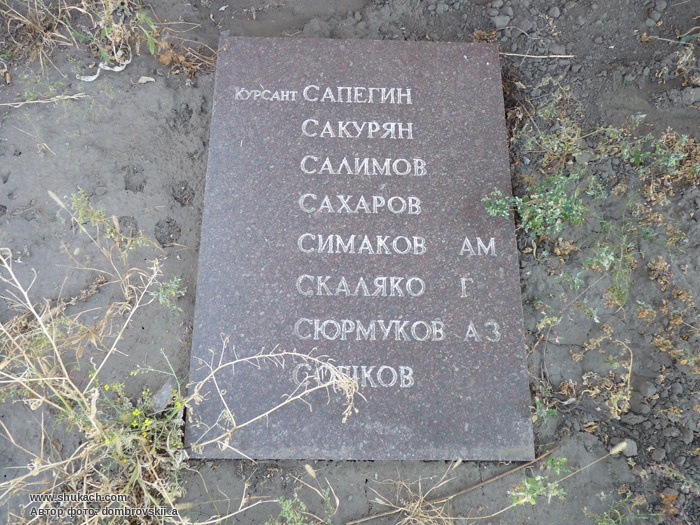 Курсант САПЕГИН
САКУРЯН
САЛИМОВ
САХАРОВ
СИМАКОВ АМ
СКАЛЯКО Г
СЮРМУКОВ АЗ
www.shukach.com
Автор фото: dombrovskii.a